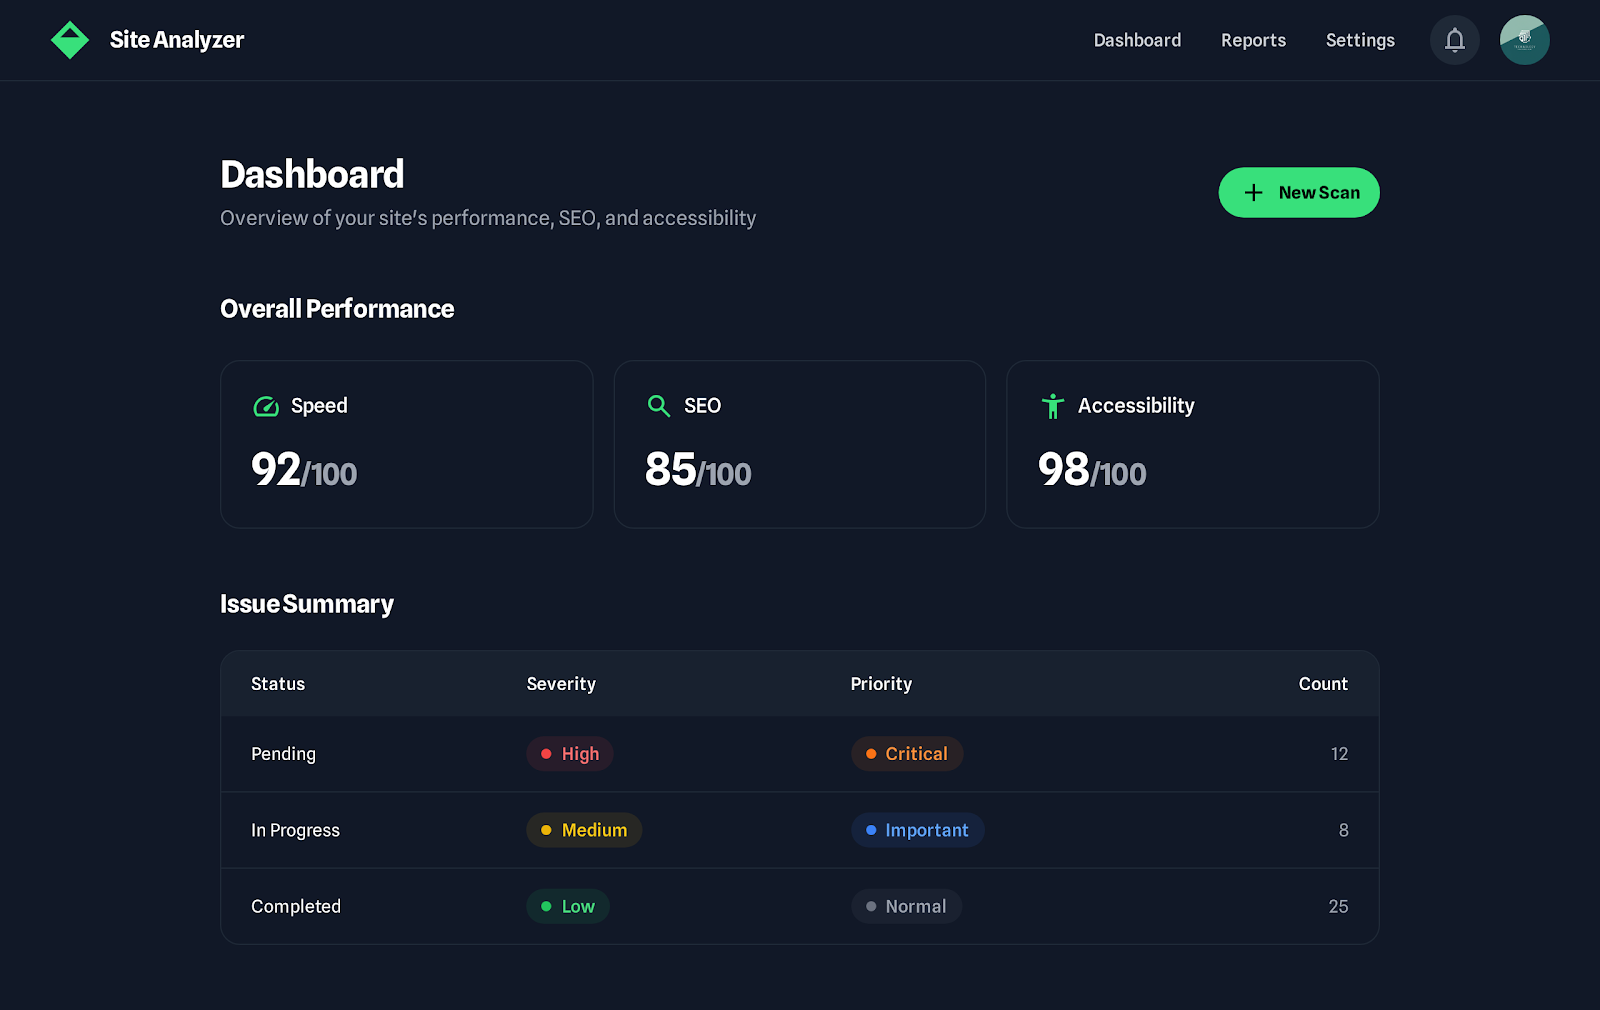 Site Analyzer
Dashboard
Reports
Settings
Dashboard
Overview of your site's performance, SEO, and accessibility
New Scan
Overall Performance
Speed
92/100
SEO
85/100
Accessibility
98/100
Issue Summary
Status Severity Priority Count
Pending High Critical 12
In Progress Medium Important 8
Completed Low Normal 25